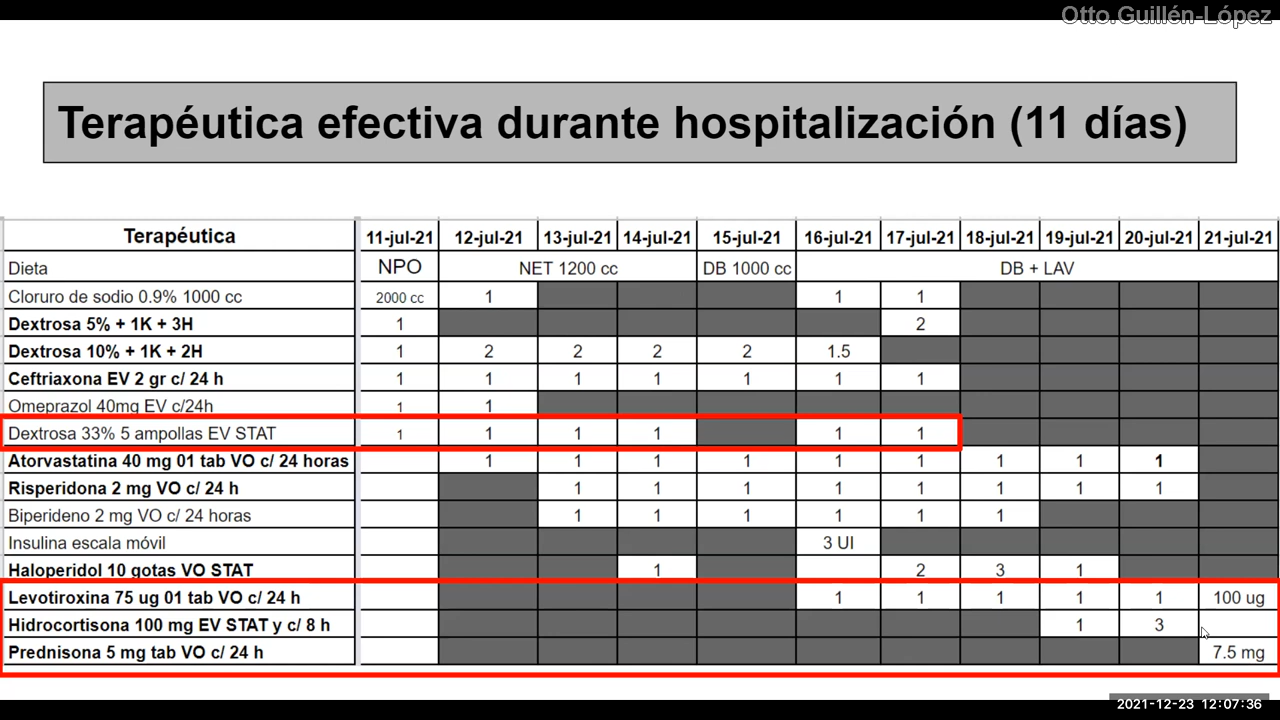 Otto.Guillén-López
Terapéutica efectiva durante hospitalización (11 días)
Terapéutica 11-jul-21 12-jul-21 13-jul-21 14-jul-21 15-jul-21 16-jul-21 17-jul-21 18-jul-21 19-jul-21 20-jul-21 21-jul-21
Dieta NPO NET 1200 cc DB 1000 cc DB + LAV
Cloruro de sodio 0.9% 1000 cc 2000 cc 1 1 1
Dextrosa 5% + 1K + 3H 1 2
Dextrosa 10% + 1K + 2H 1 2 2 2 2 1.5
Ceftriaxona EV 2 gr c/ 24 h 1 1 1 1 1 1 1
Omeprazol 40mg EV c/24h 1 1
Dextrosa 33% 5 ampollas EV STAT 1 1 1 1 1 1
Atorvastatina 40 mg 01 tab VO c/ 24 horas 1 1 1 1 1 1 1 1 1
Risperidona 2 mg VO c/ 24 h 1 1 1 1 1 1 1 1
Biperideno 2 mg VO c/ 24 horas 1 1 1 1 1 1
Insulina escala móvil 3 UI
Haloperidol 10 gotas VO STAT 1 2 3 1
Levotiroxina 75 ug 01 tab VO c/ 24 h 1 1 1 1 1 100 ug
Hidrocortisona 100 mg EV STAT y c/ 8 h 1 3
Prednisona 5 mg tab VO c/ 24 h 7.5 mg
2021-12-23 12:07:36